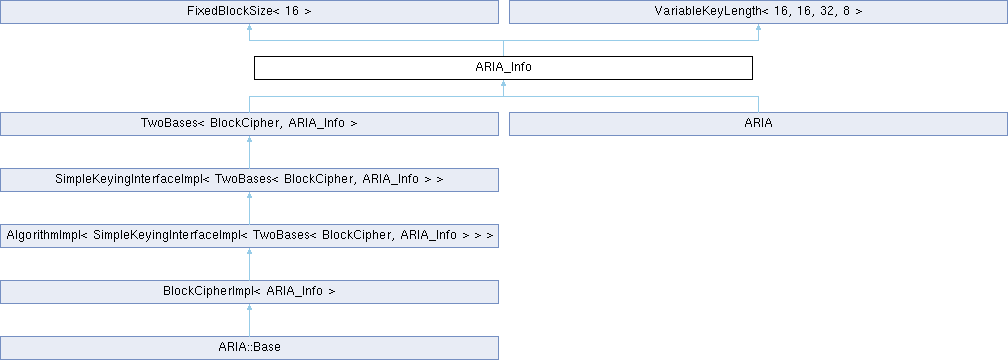 FixedBlockSize< 16 >
VariableKeyLength< 16, 16, 32, 8 >
ARIA_Info
TwoBases< BlockCipher, ARIA_Info >
ARIA
SimpleKeyingInterfaceImpl< TwoBases< BlockCipher, ARIA_Info > >
AlgorithmImpl< SimpleKeyingInterfaceImpl< TwoBases< BlockCipher, ARIA_Info > > >
BlockCipherImpl< ARIA_Info >
ARIA::Base